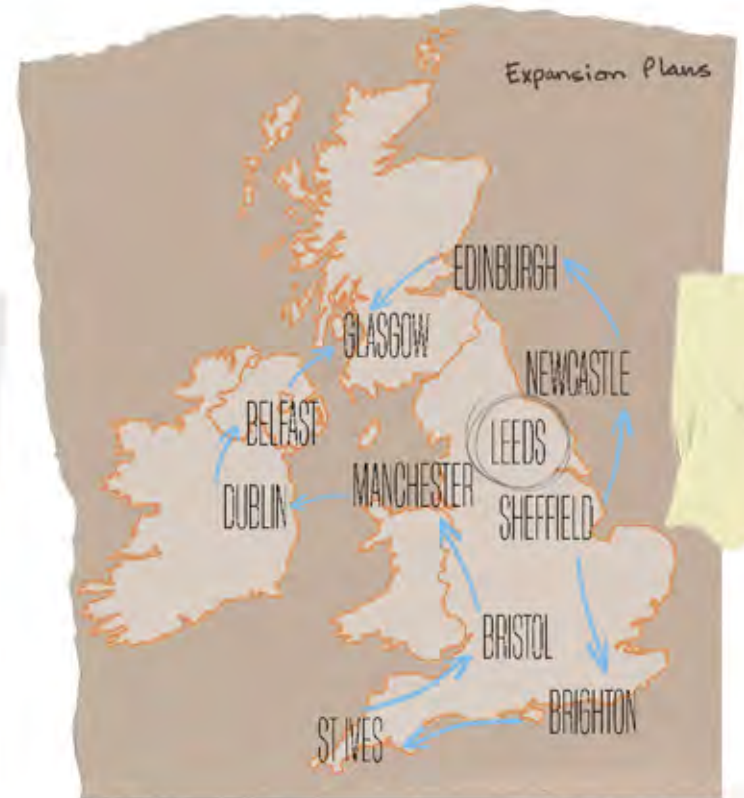 Expansion Plans
EDINBURGH
GLASGOW
NEWCASTLE
BELFAST
LEEDS
MANCHESTER
DUBLIN
SHEFFIELD
BRISTOL
ST IVES
BRIGHTON